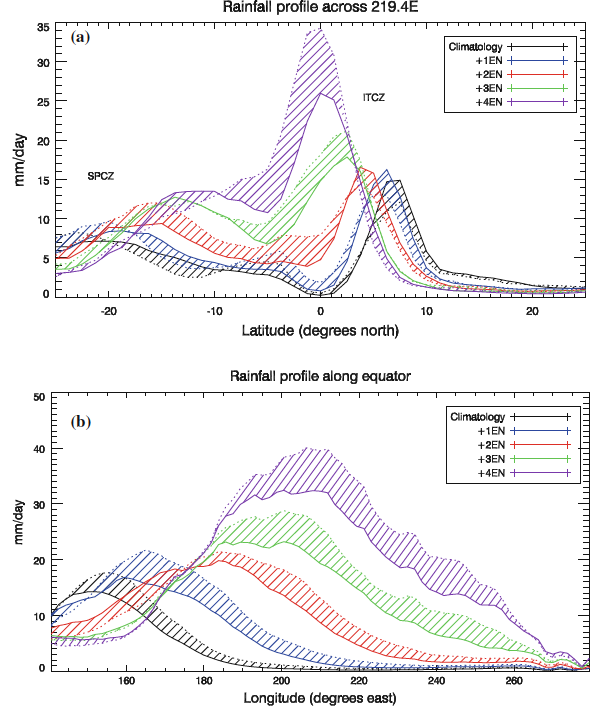 Rainfall profile across 219.4E
(a)
35
30
25
20
15
10
5
0
mm/day
SPCZ
ITCZ
Climatology
+1EN
+2EN
+3EN
+4EN
-20 -10 0 10 20
Latitude (degrees north)
Rainfall profile along equator
(b)
50
40
30
20
10
0
mm/day
Climatology
+1EN
+2EN
+3EN
+4EN
160 180 200 220 240 260
Longitude (degrees east)